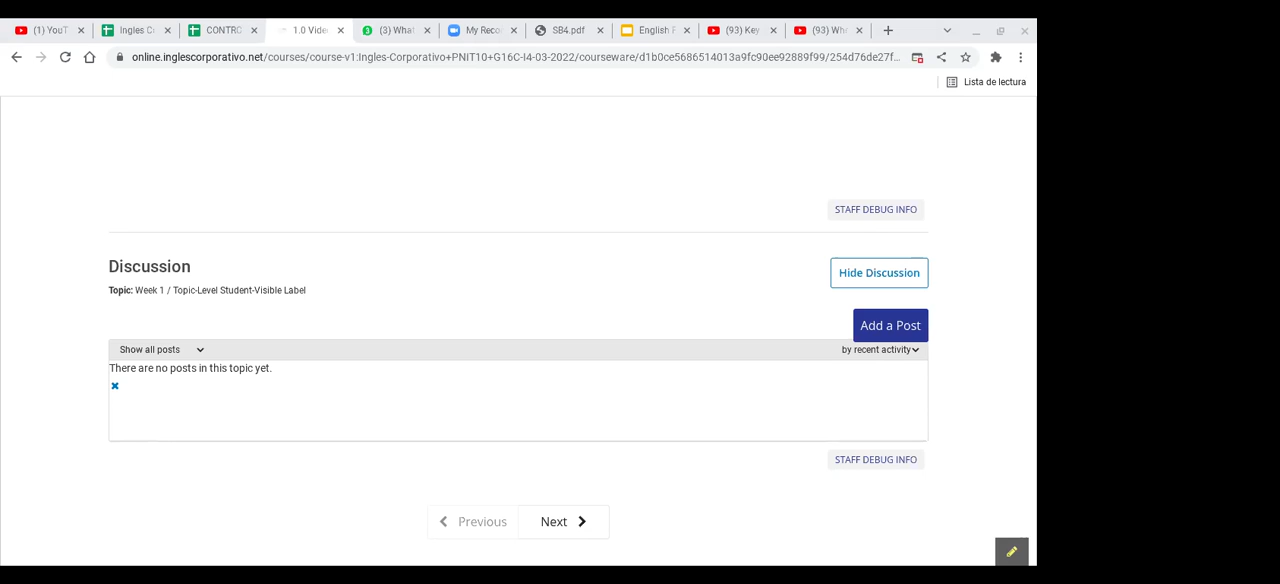 (1) YouT
Ingles C
CONTRC
1.0 Vide
(3) What
My Reco
SB4.pdf
English F
(93) Key
(93) Whr
online.inglescorporativo.net/courses/course-v1:Ingles-Corporativo+PNIT10+G16C-I4-03-2022/courseware/d1b0ce5686514013a9fc90ee92889f99/254d76de27f...
Lista de lectura
STAFF DEBUG INFO
Discussion
Hide Discussion
Topic: Week 1 / Topic-Level Student-Visible Label
Add a Post
Show all posts
by recent activity
There are no posts in this topic yet.
STAFF DEBUG INFO
Previous
Next